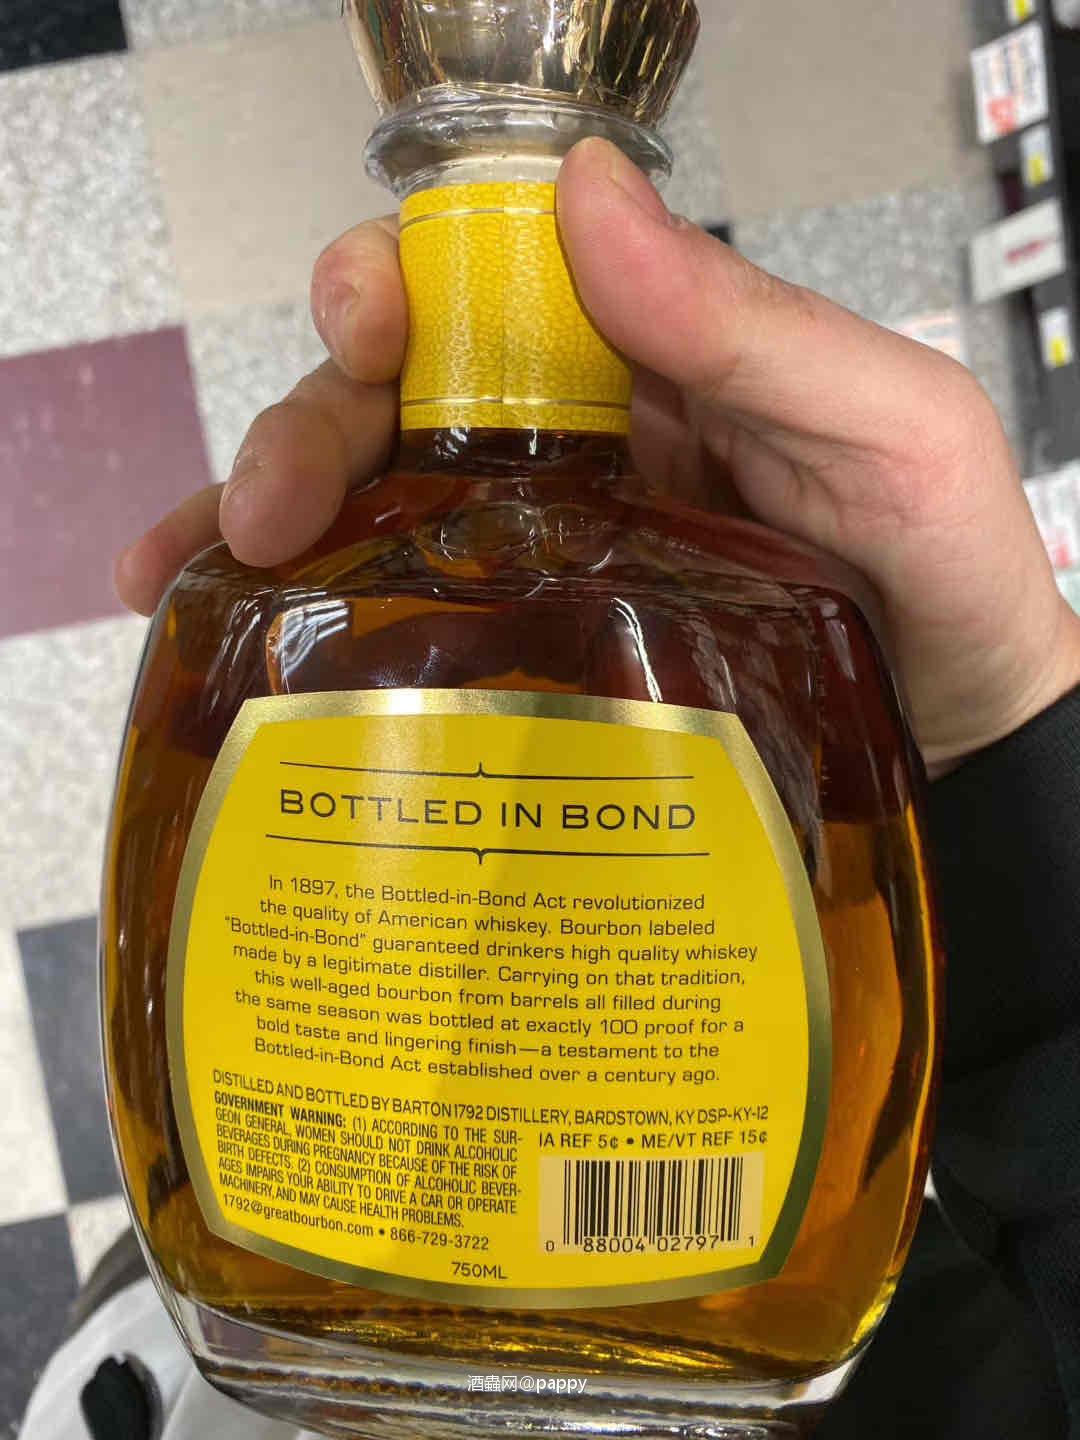 BOTTLED IN BOND
In 1897, the Bottled-in-Bond Act revolutionized
the quality of American whiskey. Bourbon labeled
"Bottled-in-Bond" guaranteed drinkers high quality whiskey
made by a legitimate distiller. Carrying on that tradition,
this well-aged bourbon from barrels all filled during
the same season was bottled at exactly 100 proof for a
bold taste and lingering finish—a testament to the
Bottled-in-Bond Act established over a century ago.
DISTILLED AND BOTTLED BY BARTON 1792 DISTILLERY, BARDSTOWN, KY DSP-KY-12
GOVERNMENT WARNING: (1) ACCORDING TO THE SUR-
GEON GENERAL, WOMEN SHOULD NOT DRINK ALCOHOLIC
BEVERAGES DURING PREGNANCY BECAUSE OF THE RISK OF
BIRTH DEFECTS. (2) CONSUMPTION OF ALCOHOLIC BEVER-
AGES IMPAIRS YOUR ABILITY TO DRIVE A CAR OR OPERATE
MACHINERY, AND MAY CAUSE HEALTH PROBLEMS.
1792@greatbourbon.com • 866-729-3722
IA REF 5¢ • ME/VT REF 15¢
0 88004 02797 1
750ML
酒蟲网@pappy